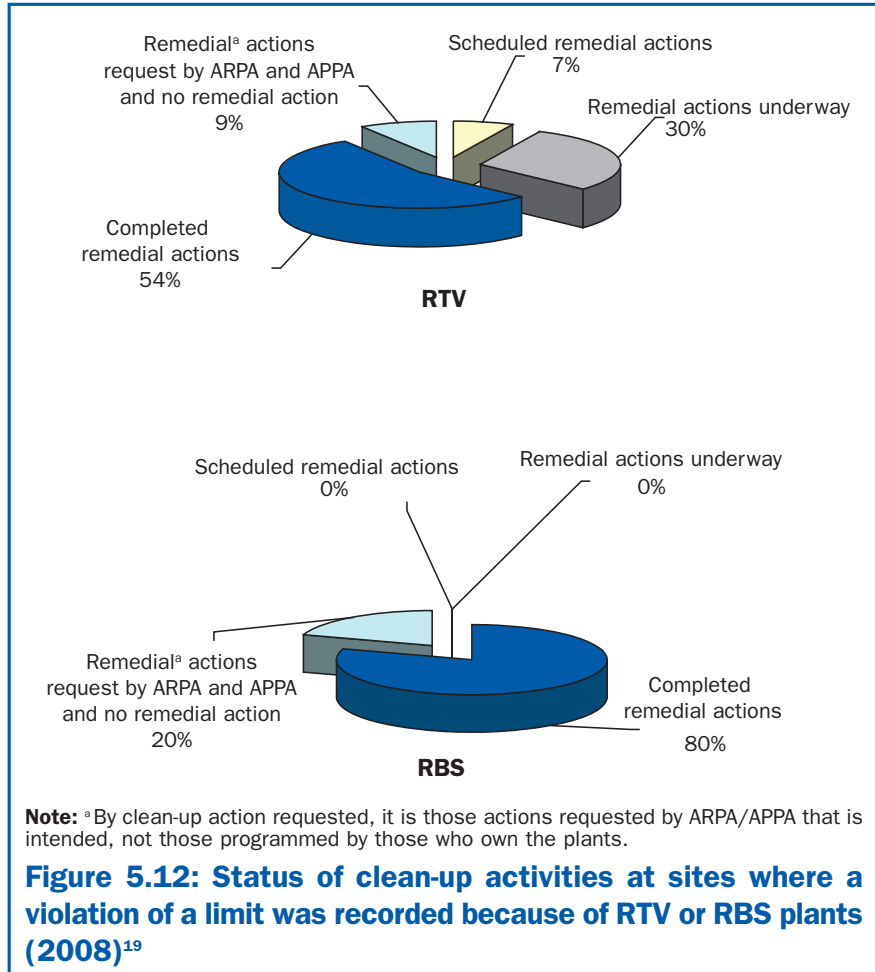 Remedialᵃ actions
request by ARPA and APPA
and no remedial action
9%
Scheduled remedial actions
7%
Remedial actions underway
30%
Completed
remedial actions
54%
RTV
Scheduled remedial actions
0%
Remedial actions underway
0%
Remedialᵃ actions
request by ARPA and APPA
and no remedial action
20%
Completed
remedial actions
80%
RBS
Note: ᵃBy clean-up action requested, it is those actions requested by ARPA/APPA that is
intended, not those programmed by those who own the plants.
Figure 5.12: Status of clean-up activities at sites where a
violation of a limit was recorded because of RTV or RBS plants
(2008)¹⁹